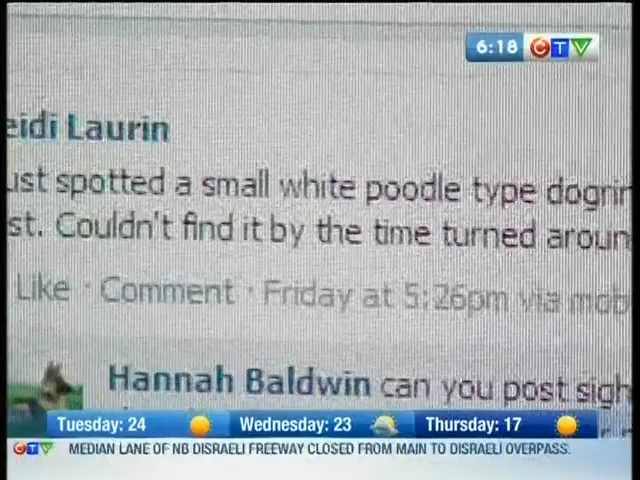 6:18 CTV
eidi Laurin
ust spotted a small white poodle type dogrin
st. Couldn't find it by the time turned aroun
Like · Comment · Friday at 5:26pm via mob
Hannah Baldwin can you post sigh
Tuesday: 24 Wednesday: 23 Thursday: 17
CTV MEDIAN LANE OF NB DISRAELI FREEWAY CLOSED FROM MAIN TO DISRAELI OVERPASS.